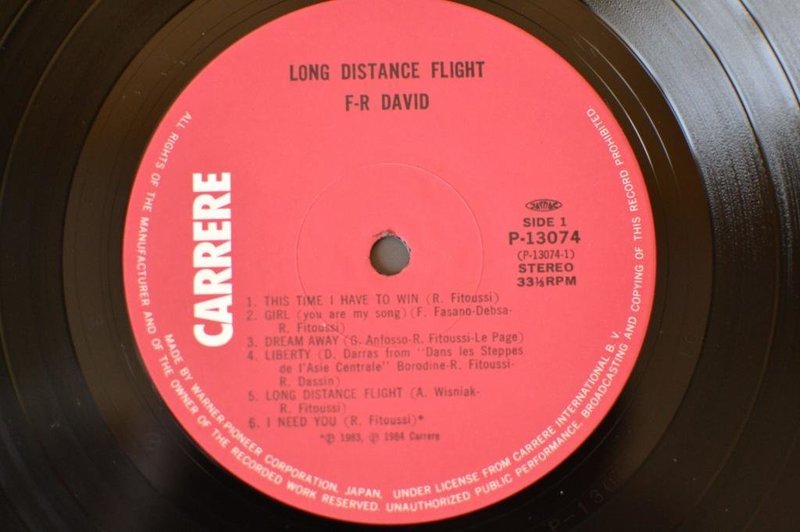 LONG DISTANCE FLIGHT
F-R DAVID
CARRERE
JASRAC
SIDE 1
P-13074
(P-13074-1)
STEREO
33⅓RPM
1. THIS TIME I HAVE TO WIN (R. Fitoussi)
2. GIRL (you are my song) (F. Fasano-Debsa-
R. Fitoussi)
3. DREAM AWAY (G. Anfosso-R. Fitoussi-Le Page)
4. LIBERTY (D. Darras from "Dans les Steppes
de l'Asie Centrale" Borodine-R. Fitoussi-
R. Dassin)
5. LONG DISTANCE FLIGHT (A. Wisniak-
R. Fitoussi)
6. I NEED YOU (R. Fitoussi)*
*℗ 1983, ℗ 1984 Carrere
ALL RIGHTS OF THE MANUFACTURER AND OF THE OWNER OF THE RECORDED WORK RESERVED. UNAUTHORIZED PUBLIC PERFORMANCE, BROADCASTING AND COPYING OF THIS RECORD PROHIBITED.
MADE BY WARNER-PIONEER CORPORATION, JAPAN, UNDER LICENSE FROM CARRERE INTERNATIONAL B. V.